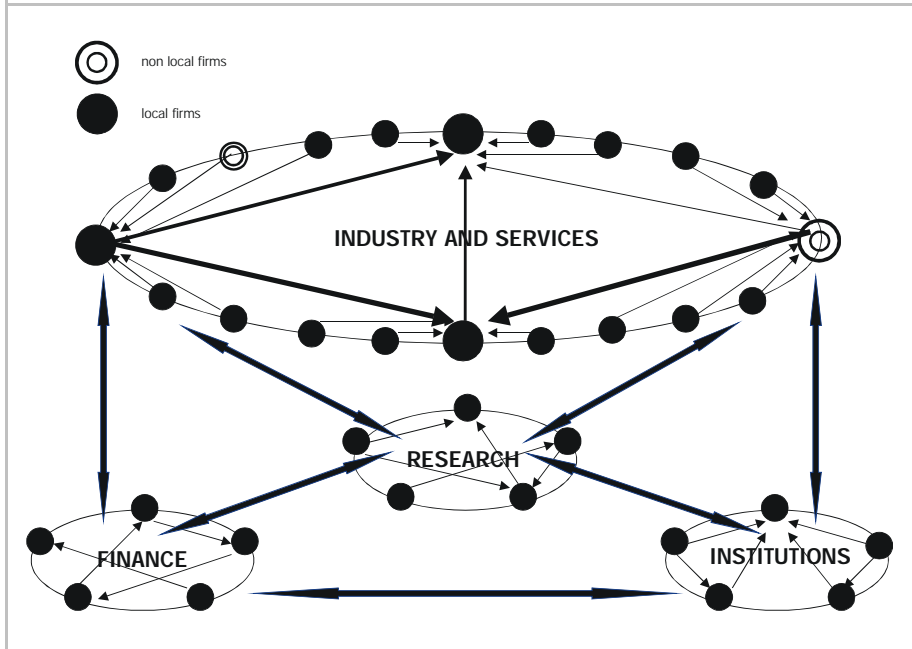 non local firms
local firms
INDUSTRY AND SERVICES
RESEARCH
FINANCE
INSTITUTIONS